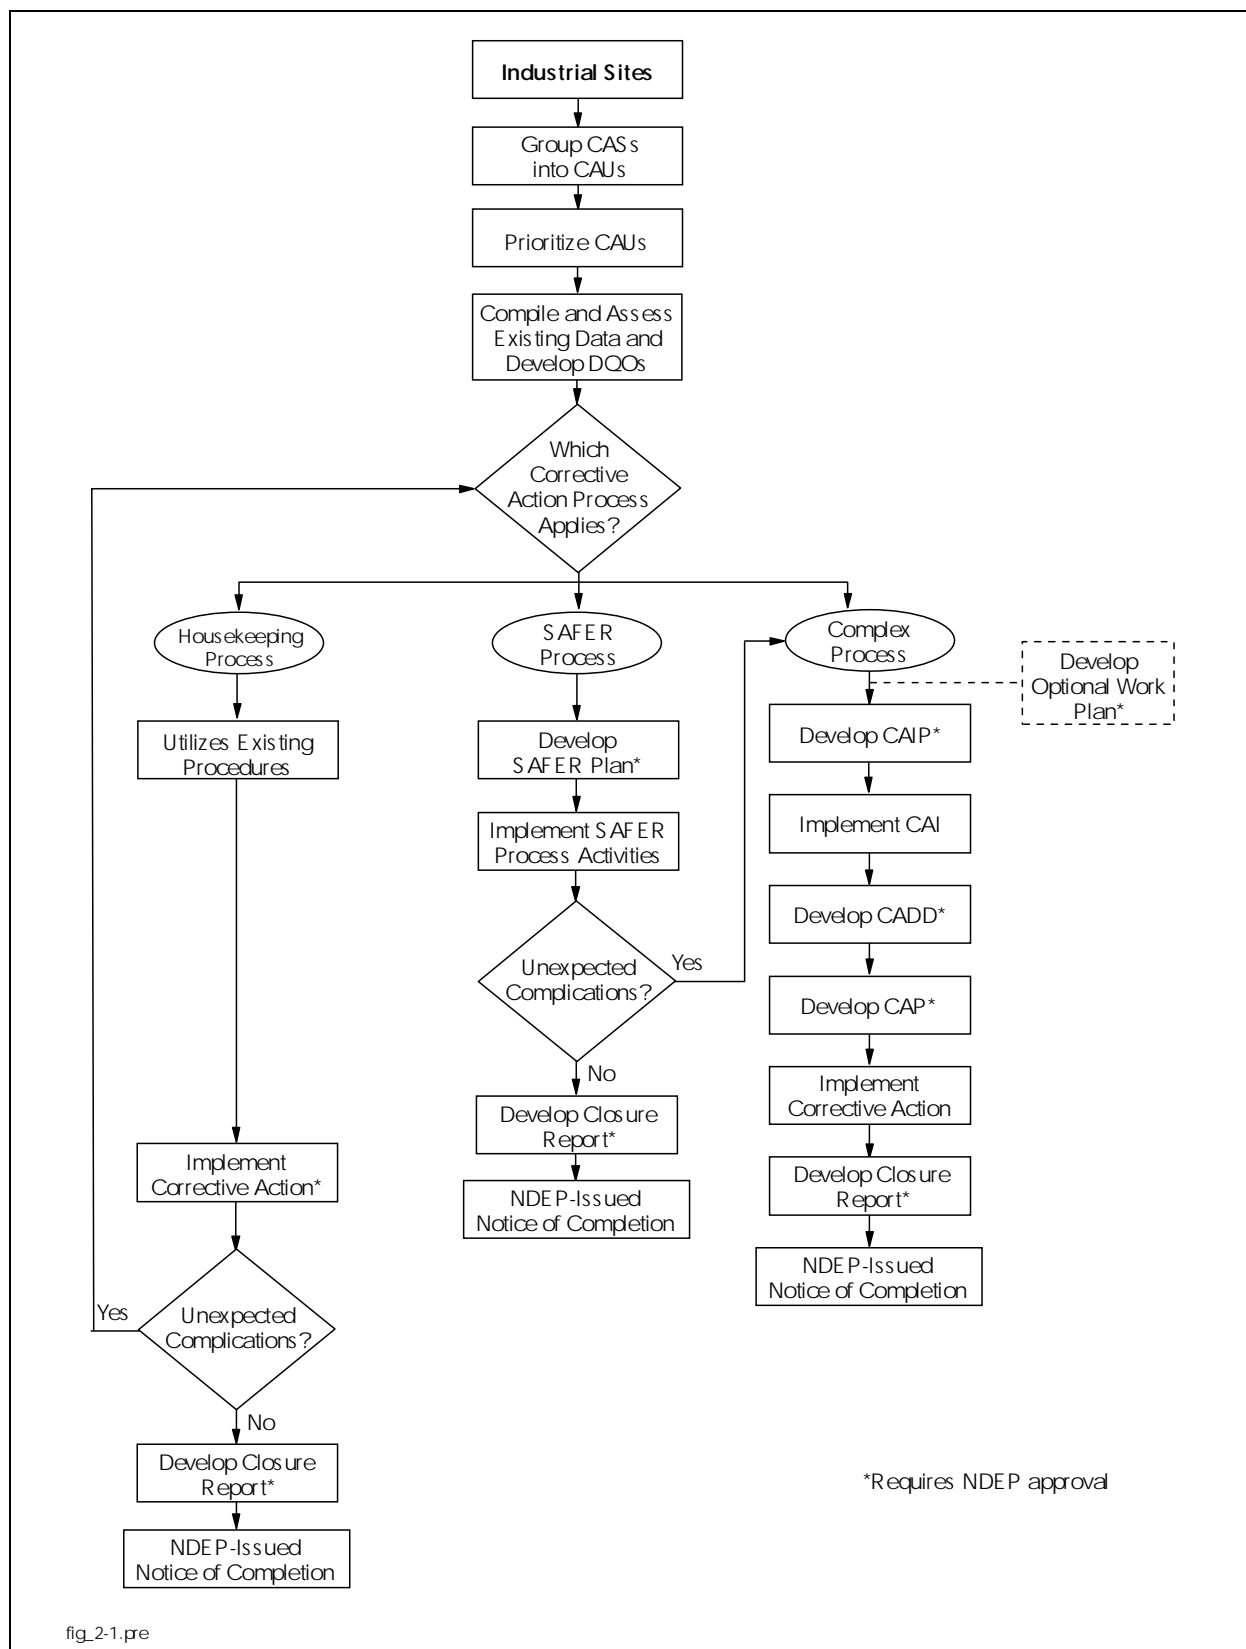 Industrial Sites
Group CASs
into CAUs
Prioritize CAUs
Compile and Assess
Existing Data and
Develop DQOs
Which
Corrective
Action Process
Applies?
Housekeeping
Process
SAFER
Process
Complex
Process
Develop
Optional Work
Plan*
Utilizes Existing
Procedures
Develop
SAFER Plan*
Develop CAIP*
Implement SAFER
Process Activities
Implement CAI
Develop CADD*
Unexpected
Complications?
Yes
Develop CAP*
No
Implement
Corrective Action
Develop Closure
Report*
Develop Closure
Report*
NDEP-Issued
Notice of Completion
NDEP-Issued
Notice of Completion
Implement
Corrective Action*
Yes
Unexpected
Complications?
No
Develop Closure
Report*
NDEP-Issued
Notice of Completion
*Requires NDEP approval
fig_2-1.pre